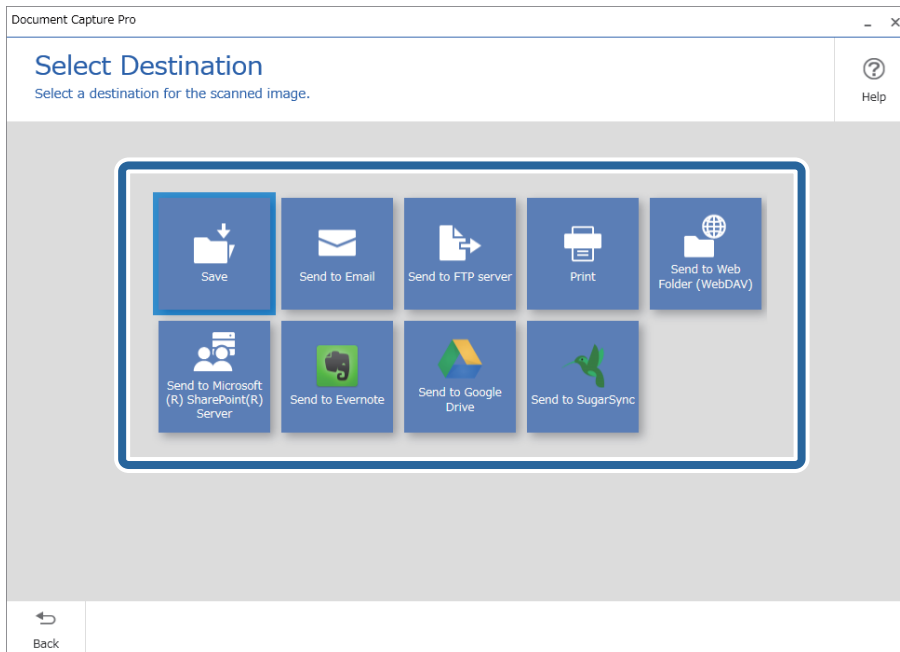 Document Capture Pro
Select Destination
Select a destination for the scanned image.
Help
Save
Send to Email
Send to FTP server
Print
Send to Web
Folder (WebDAV)
Send to Microsoft
(R) SharePoint(R)
Server
Send to Evernote
Send to Google
Drive
Send to SugarSync
Back